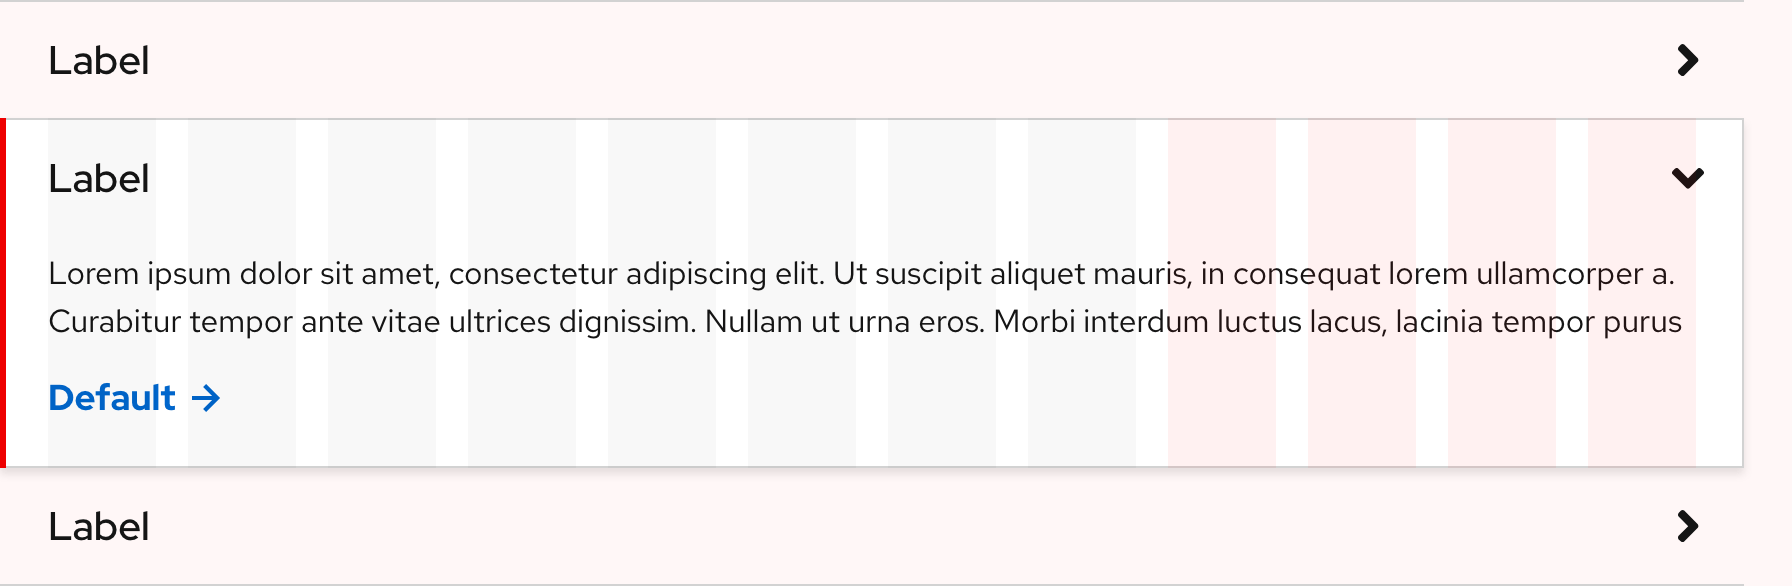 Label
Label
Lorem ipsum dolor sit amet, consectetur adipiscing elit. Ut suscipit aliquet mauris, in consequat lorem ullamcorper a.
Curabitur tempor ante vitae ultrices dignissim. Nullam ut urna eros. Morbi interdum luctus lacus, lacinia tempor purus
Default →
Label